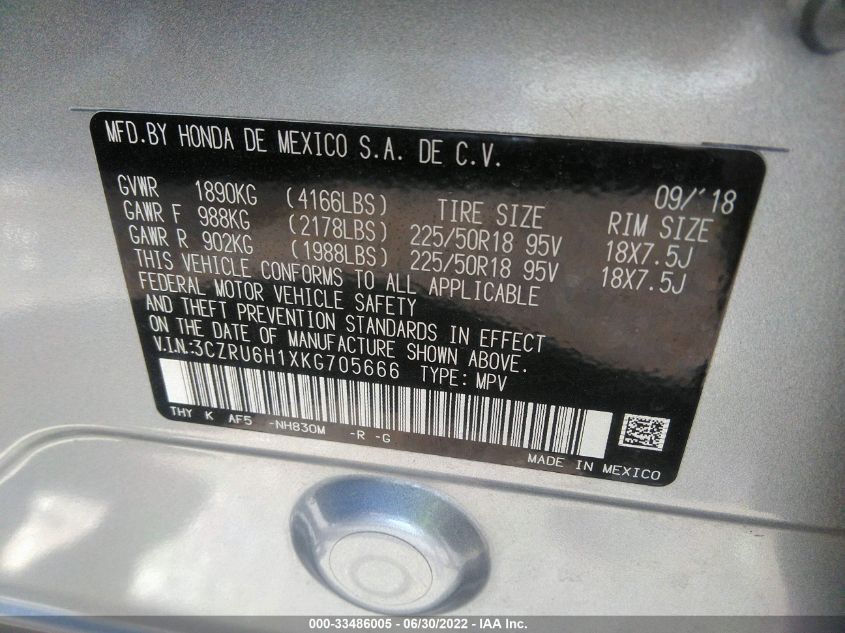 MFD.BY HONDA DE MEXICO S.A. DE C.V.
09/'18
GVWR 1890KG (4166LBS) TIRE SIZE RIM SIZE
GAWR F 988KG (2178LBS) 225/50R18 95V 18X7.5J
GAWR R 902KG (1988LBS) 225/50R18 95V 18X7.5J
THIS VEHICLE CONFORMS TO ALL APPLICABLE
FEDERAL MOTOR VEHICLE SAFETY
AND THEFT PREVENTION STANDARDS IN EFFECT
ON THE DATE OF MANUFACTURE SHOWN ABOVE.
V.I.N.:3CZRU6H1XKG705666 TYPE: MPV
THY K AF5 -NH830M -R -G
MADE IN MEXICO
000-33486005 - 06/30/2022 - IAA Inc.